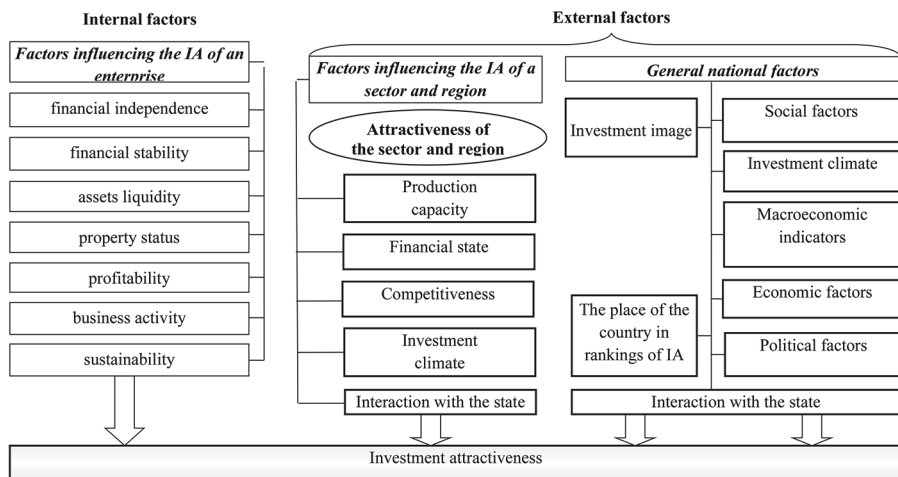 Internal factors
Factors influencing the IA of an
enterprise
financial independence
financial stability
assets liquidity
property status
profitability
business activity
sustainability
External factors
Factors influencing the IA of a
sector and region
Attractiveness of
the sector and region
Production
capacity
Financial state
Competitiveness
Investment
climate
Interaction with the state
General national factors
Investment image
The place of the
country in
rankings of IA
Social factors
Investment climate
Macroeconomic
indicators
Economic factors
Political factors
Interaction with the state
Investment attractiveness